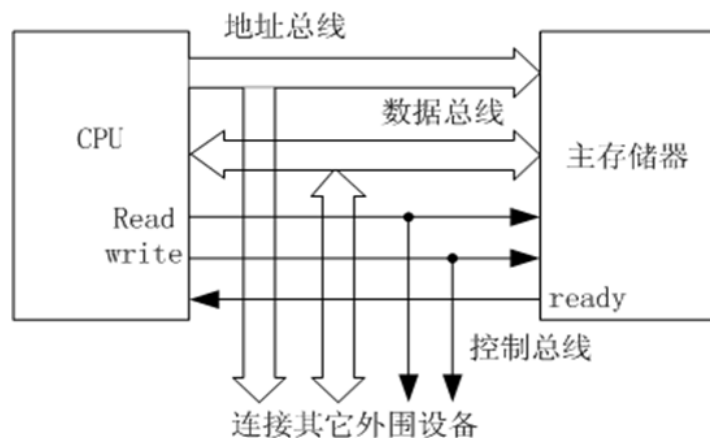 地址总线
数据总线
CPU
主存储器
Read
write
ready
控制总线
连接其它外围设备